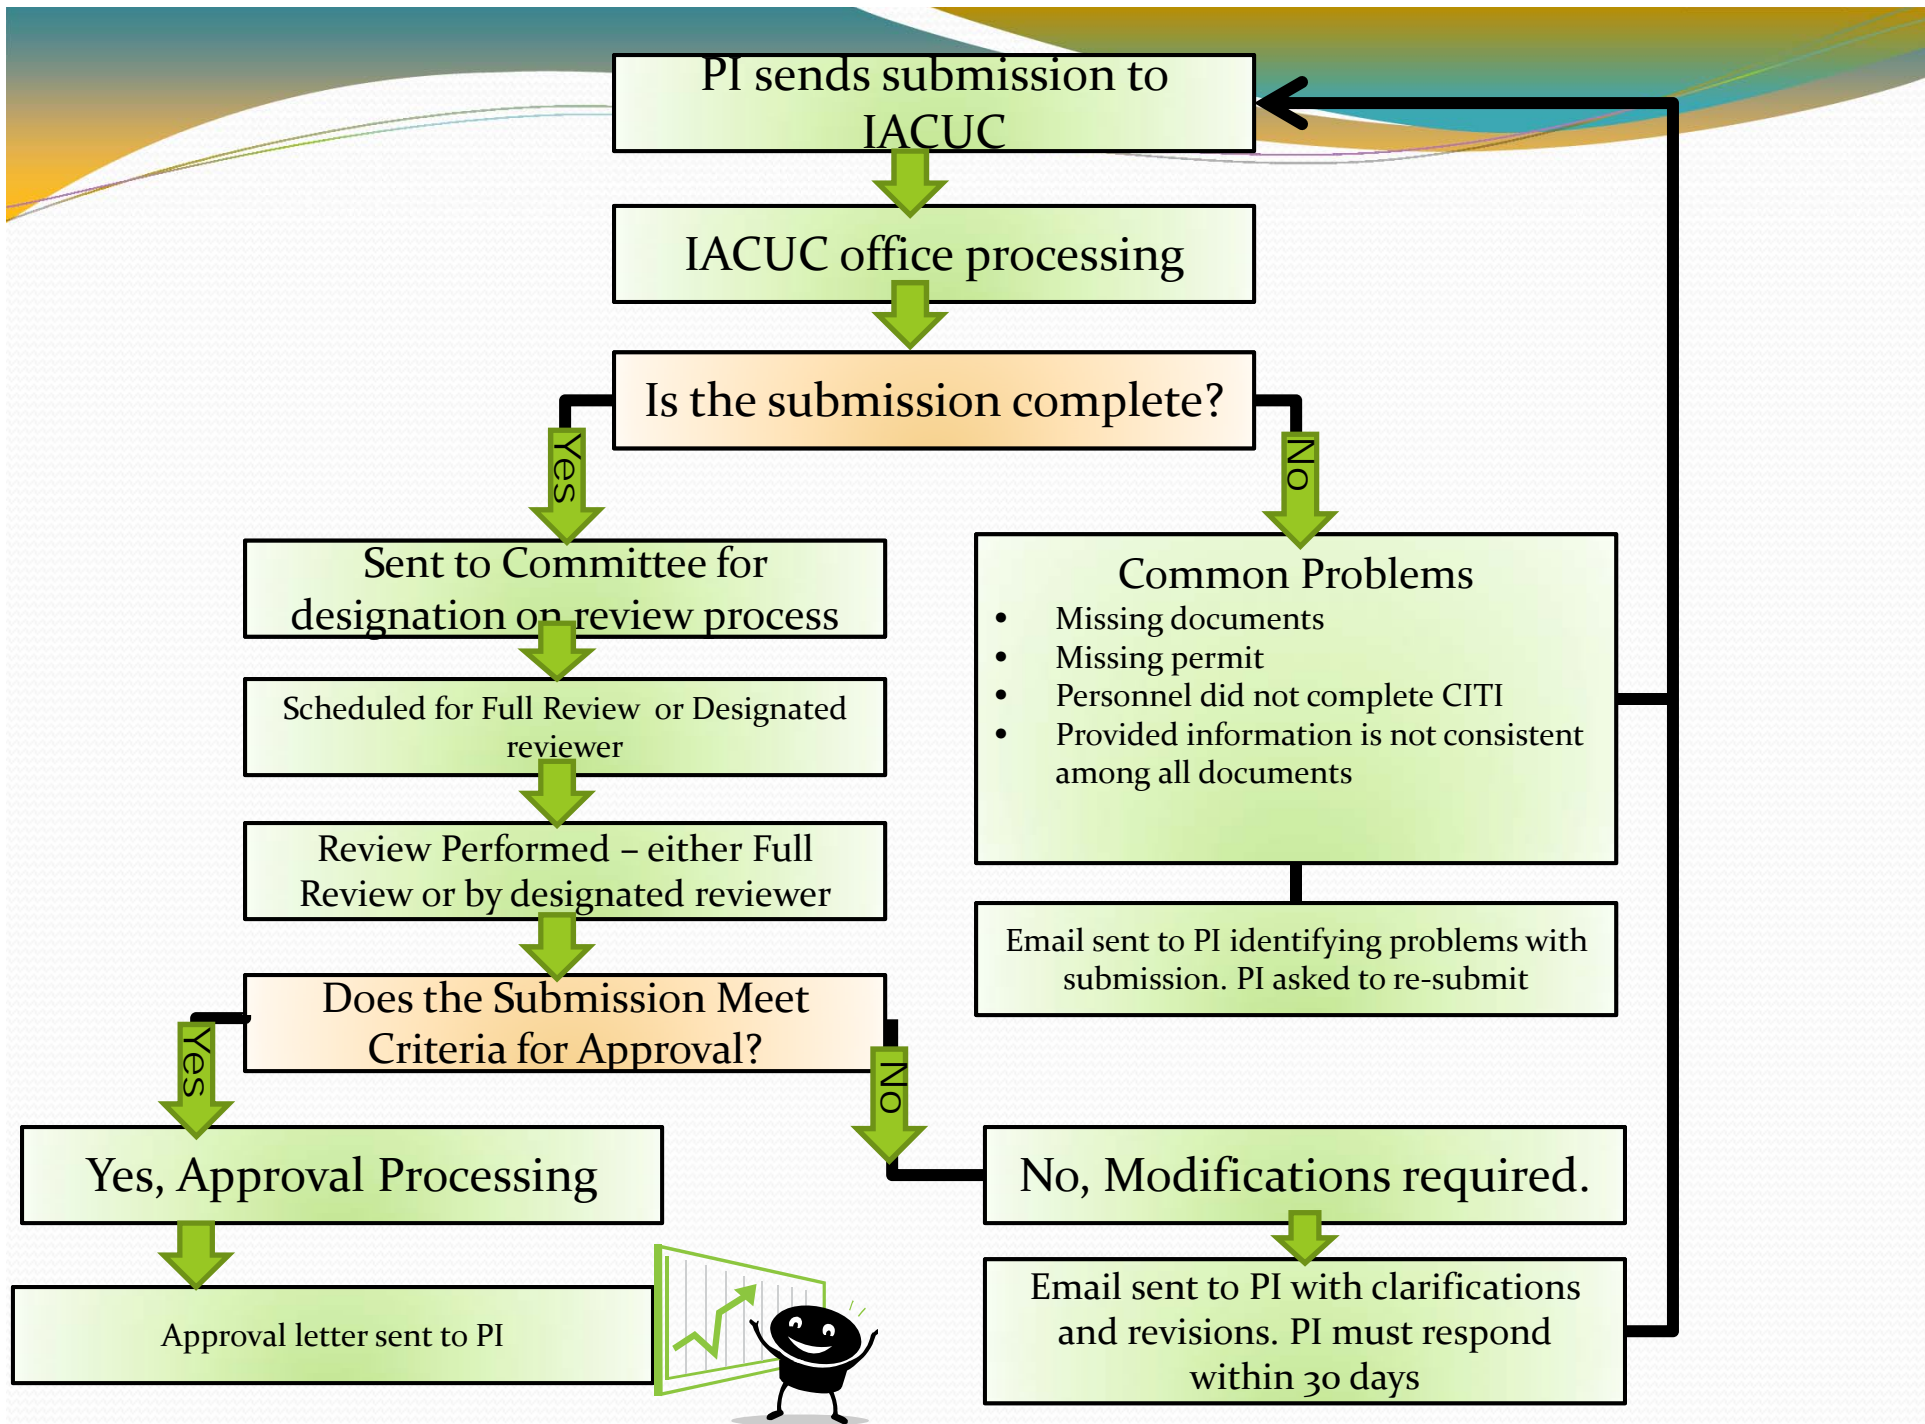 PI sends submission to
IACUC
IACUC office processing
Is the submission complete?
Yes
No
Sent to Committee for
designation on review process
Scheduled for Full Review or Designated
reviewer
Review Performed – either Full
Review or by designated reviewer
Common Problems
• Missing documents
• Missing permit
• Personnel did not complete CITI
• Provided information is not consistent
among all documents
Email sent to PI identifying problems with
submission. PI asked to re-submit
Does the Submission Meet
Criteria for Approval?
Yes
No
Yes, Approval Processing
No, Modifications required.
Approval letter sent to PI
Email sent to PI with clarifications
and revisions. PI must respond
within 30 days